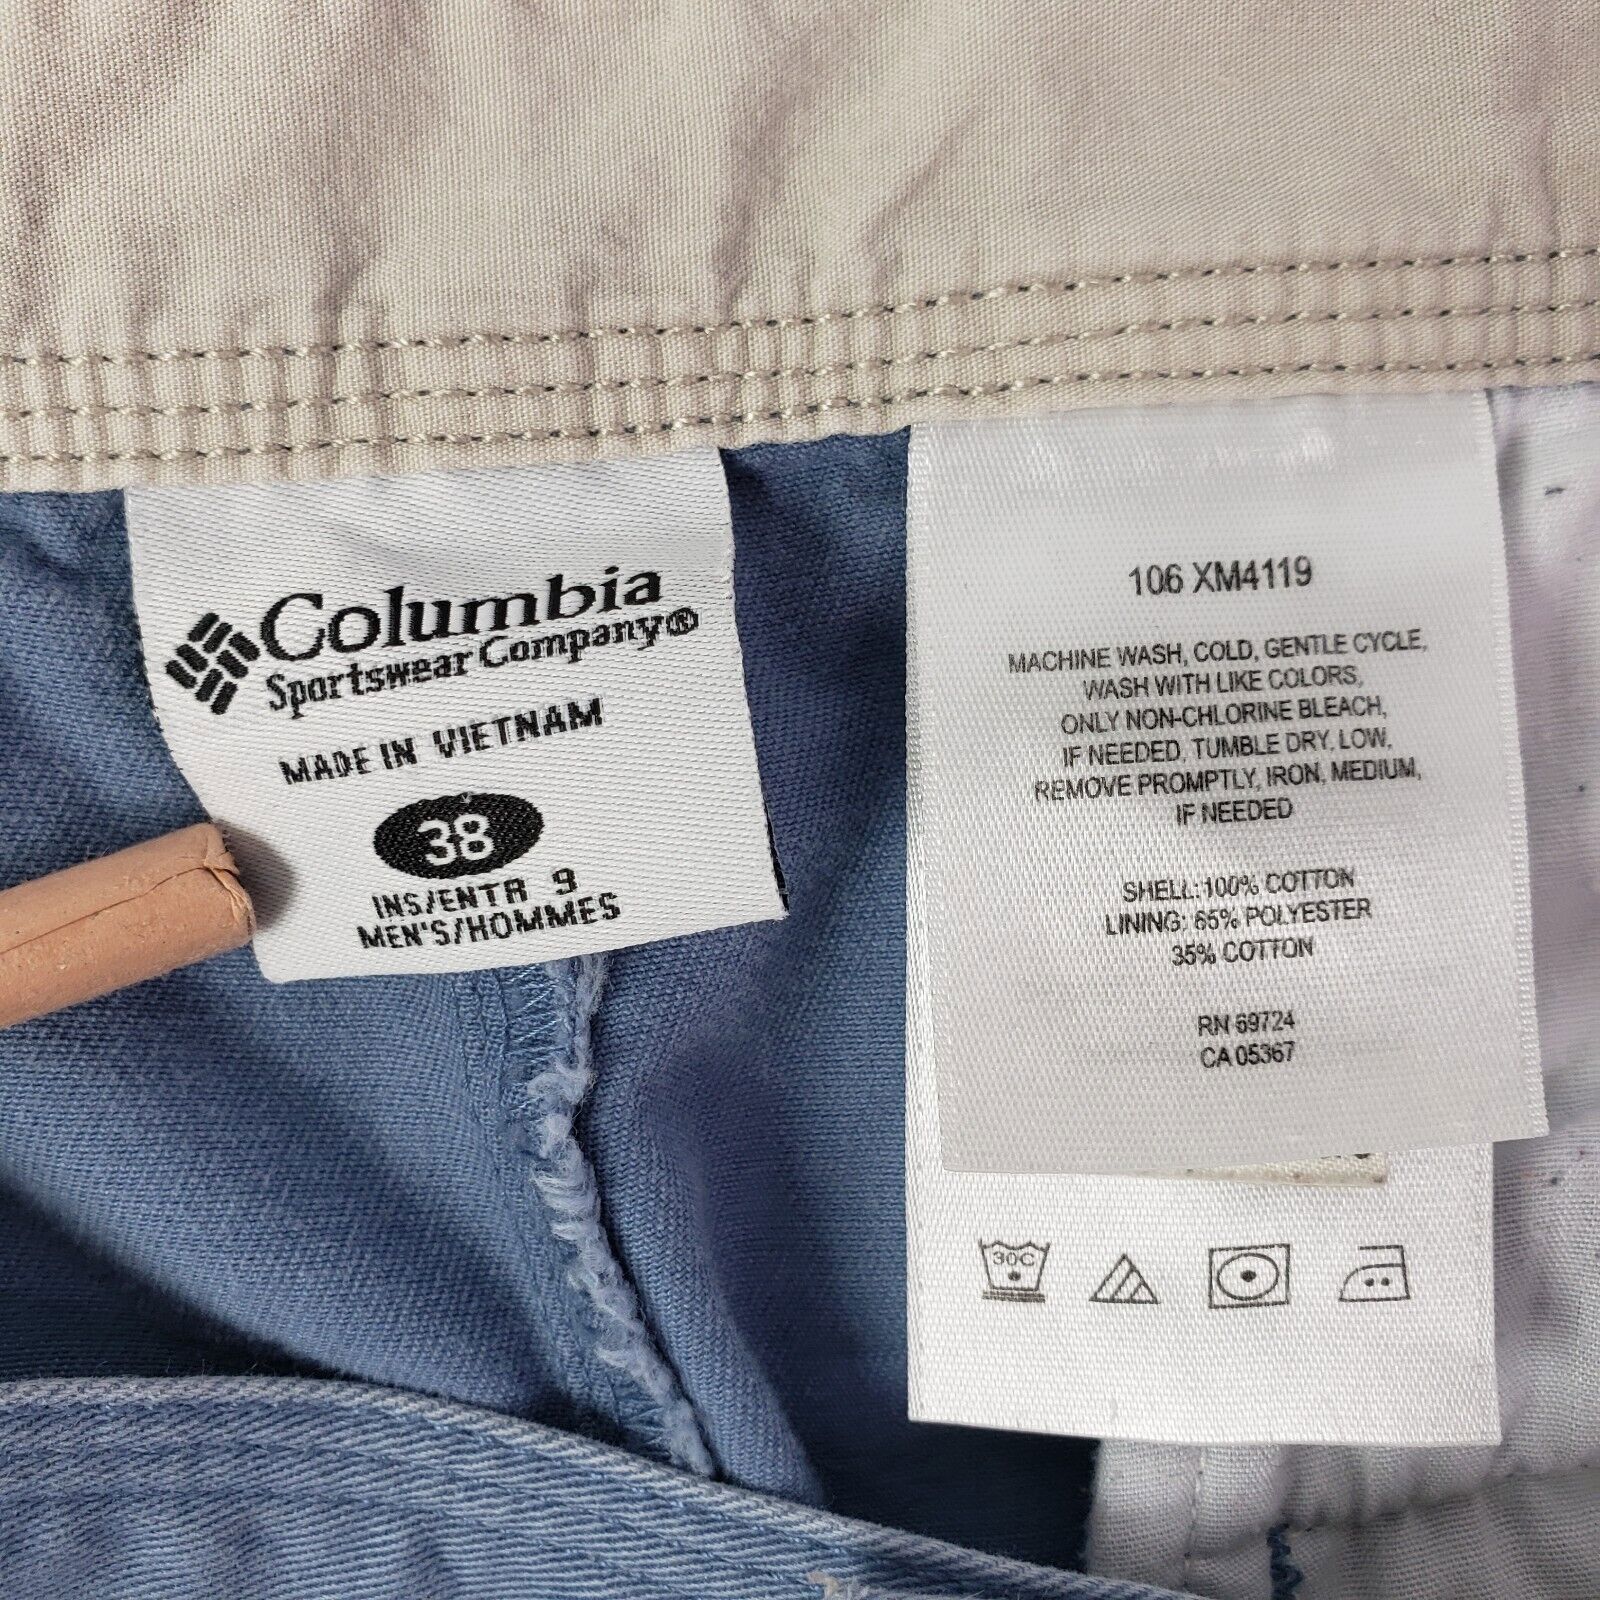 Columbia
Sportswear Company®
MADE IN VIETNAM
38
INS/ENTR 9
MEN'S/HOMMES
106 XM4119
MACHINE WASH, COLD, GENTLE CYCLE,
WASH WITH LIKE COLORS,
ONLY NON-CHLORINE BLEACH,
IF NEEDED, TUMBLE DRY, LOW,
REMOVE PROMPTLY, IRON, MEDIUM,
IF NEEDED
SHELL: 100% COTTON
LINING: 65% POLYESTER
35% COTTON
RN 69724
CA 05367
30C